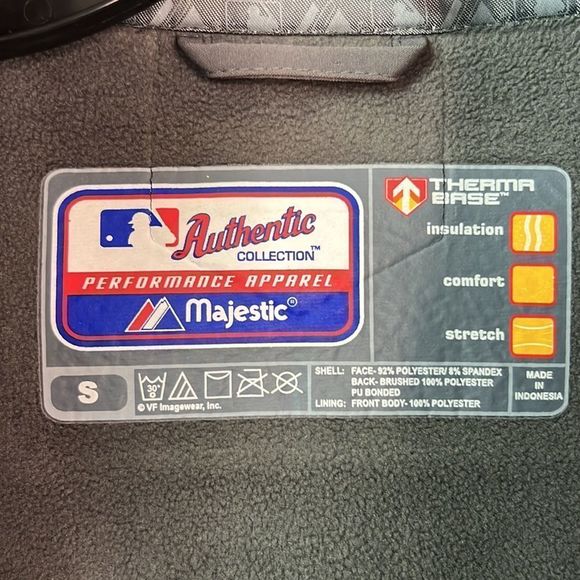 Authentic
COLLECTION™
PERFORMANCE APPAREL
Majestic®
THERMA
BASE™
insulation
comfort
stretch
S
30°
© VF Imagewear, Inc.
SHELL: FACE- 92% POLYESTER/ 8% SPANDEX
BACK- BRUSHED 100% POLYESTER
PU BONDED
LINING: FRONT BODY- 100% POLYESTER
MADE
IN
INDONESIA